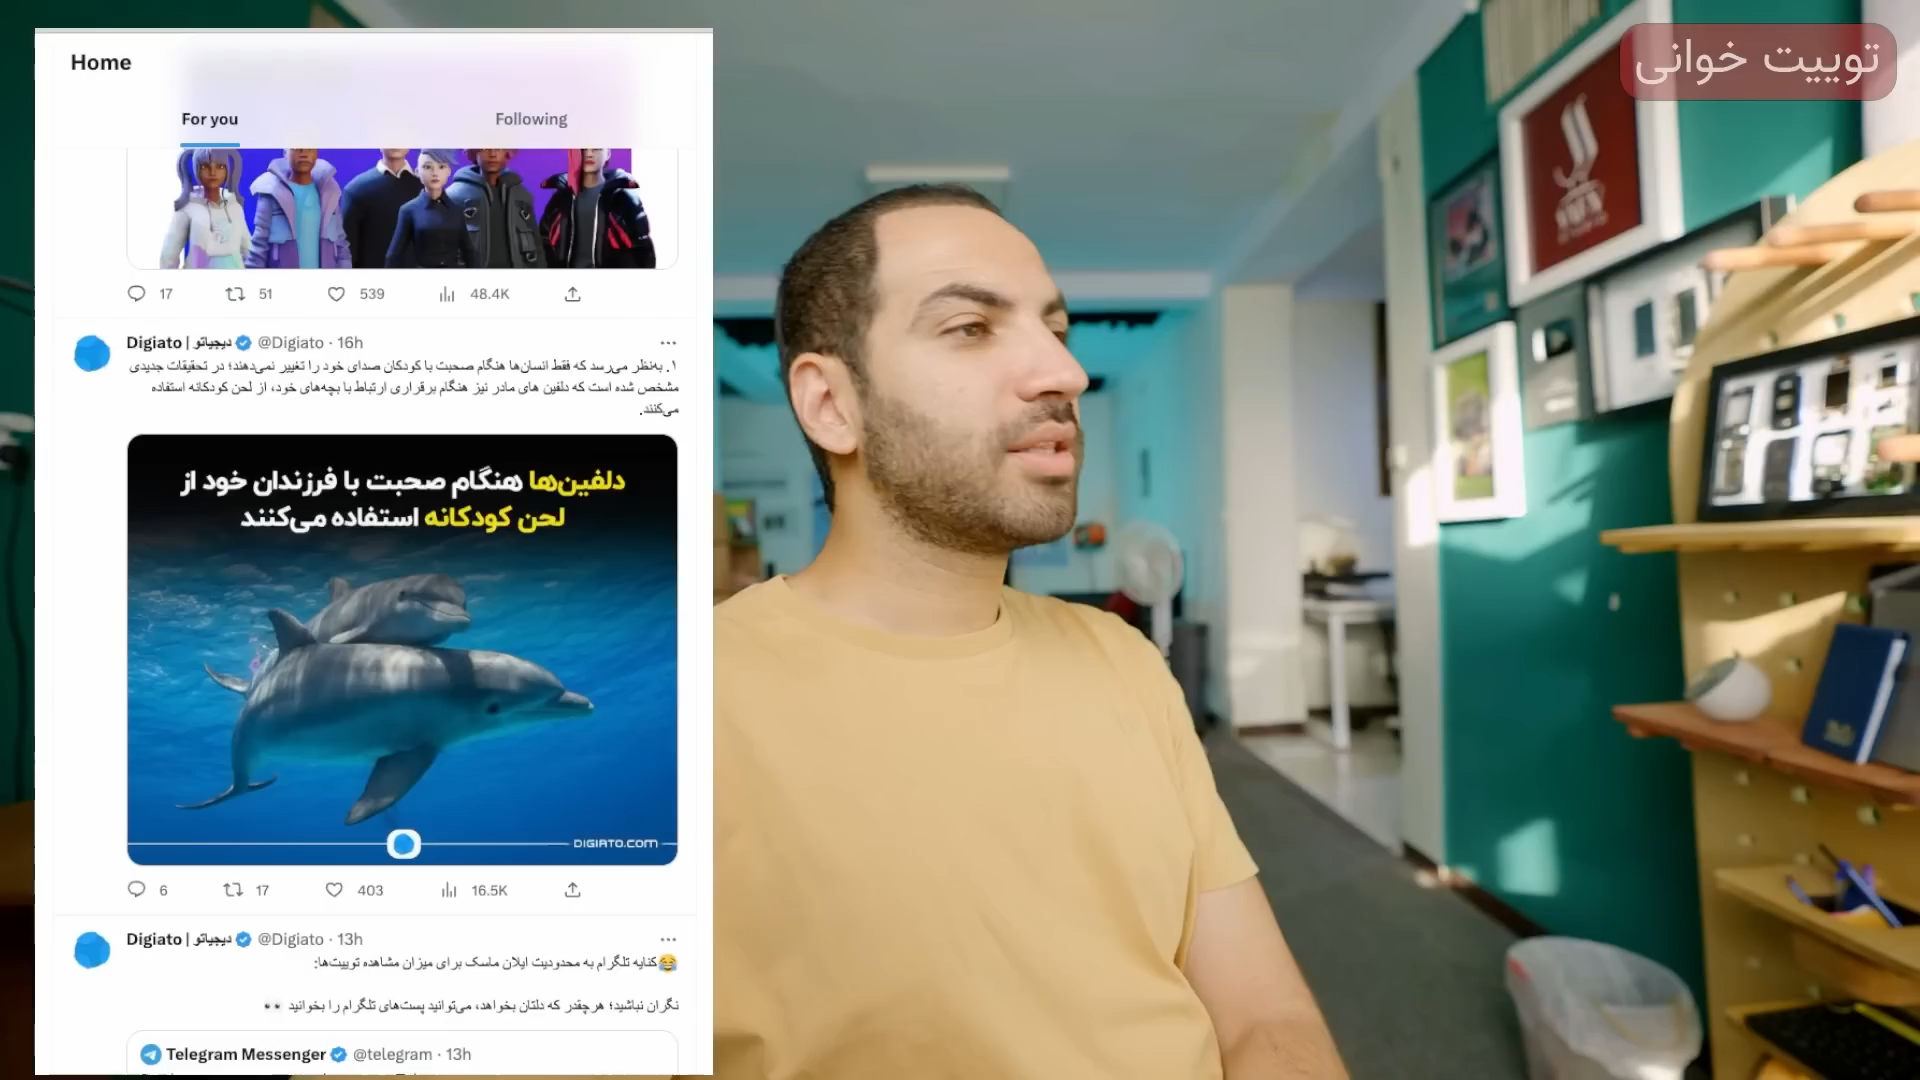 توییت خوانی
Home
For you
Following
17 51 539 48.4K
Digiato | دیجیاتو @Digiato · 16h
۱. به‌نظر می‌رسد که فقط انسان‌ها هنگام صحبت با کودکان صدای خود را تغییر نمی‌دهند؛ در تحقیقات جدیدی
مشخص شده است که دلفین های مادر نیز هنگام برقراری ارتباط با بچه‌های خود، از لحن کودکانه استفاده
می‌کنند.
دلفین‌ها هنگام صحبت با فرزندان خود از
لحن کودکانه استفاده می‌کنند
DIGIATO.COM
6 17 403 16.5K
Digiato | دیجیاتو @Digiato · 13h
😂کنایه تلگرام به محدودیت ایلان ماسک برای میزان مشاهده توییت‌ها:
نگران نباشید؛ هرچقدر که دلتان بخواهد، می‌توانید پست‌های تلگرام را بخوانید 👀
Telegram Messenger @telegram · 13h